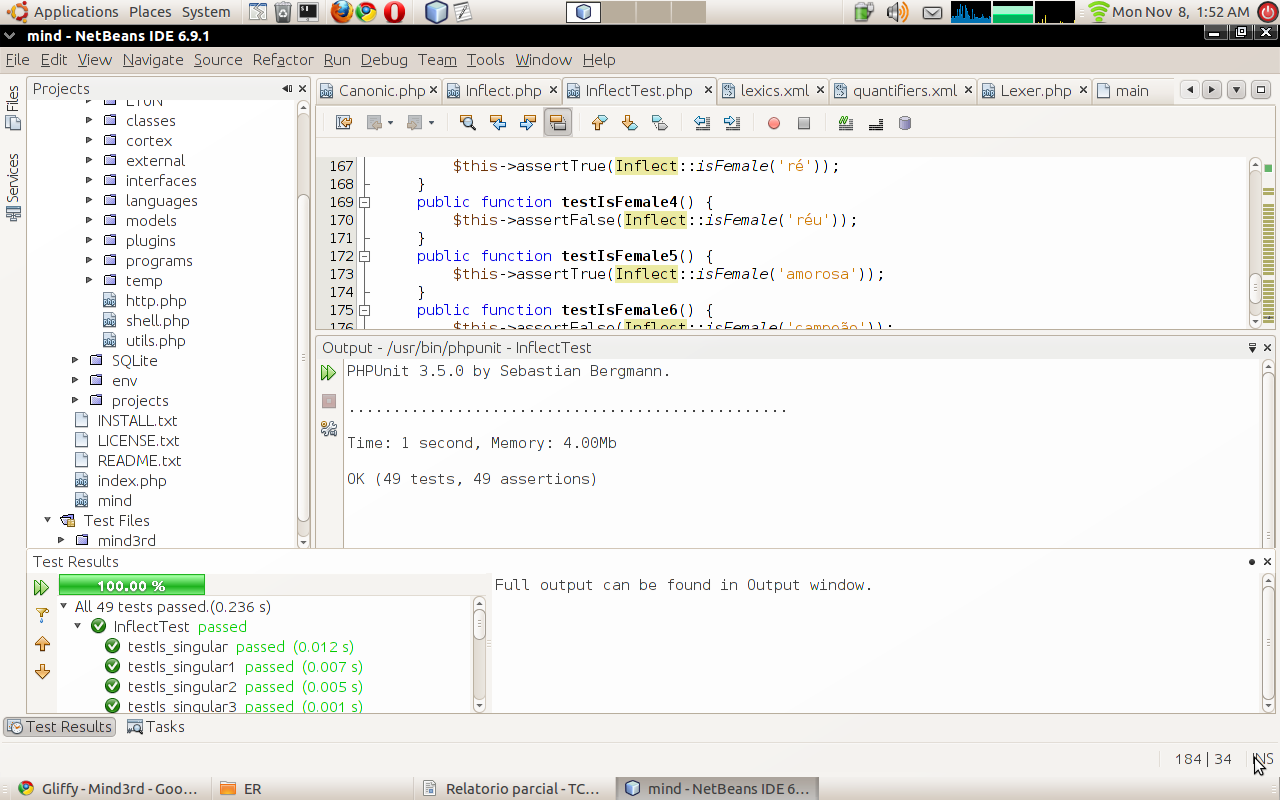 Applications Places System Mon Nov 8, 1:52 AM
mind - NetBeans IDE 6.9.1
File Edit View Navigate Source Refactor Run Debug Team Tools Window Help
Files
Services
Projects
classes
cortex
external
interfaces
languages
models
plugins
programs
temp
http.php
shell.php
utils.php
SQLite
env
projects
INSTALL.txt
LICENSE.txt
README.txt
index.php
mind
Test Files
mind3rd
Canonic.php Inflect.php InflectTest.php lexics.xml quantifiers.xml Lexer.php main
167 $this->assertTrue(Inflect::isFemale('ré'));
168 }
169 public function testIsFemale4() {
170 $this->assertFalse(Inflect::isFemale('réu'));
171 }
172 public function testIsFemale5() {
173 $this->assertTrue(Inflect::isFemale('amorosa'));
174 }
175 public function testIsFemale6() {
176 $this->assertFalse(Inflect::isFemale('campeão'));
Output - /usr/bin/phpunit - InflectTest
PHPUnit 3.5.0 by Sebastian Bergmann.
.................................................
Time: 1 second, Memory: 4.00Mb
OK (49 tests, 49 assertions)
Test Results
100.00 %
All 49 tests passed.(0.236 s)
InflectTest passed
testIs_singular passed (0.012 s)
testIs_singular1 passed (0.007 s)
testIs_singular2 passed (0.005 s)
testIs_singular3 passed (0.001 s)
Full output can be found in Output window.
Test Results Tasks
184 | 34
Gliffy - Mind3rd - Goo... ER Relatorio parcial - TC... mind - NetBeans IDE 6....